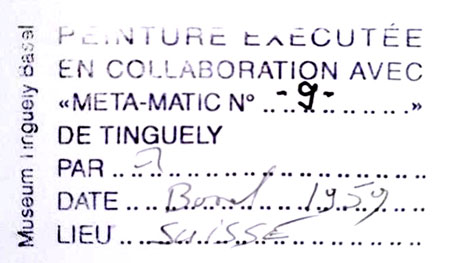 PEINTURE EXECUTÉE
EN COLLABORATION AVEC
«META-MATIC N° -9- »
DE TINGUELY
PAR
DATE 1959
LIEU SUISSE
Museum Tinguely Basel